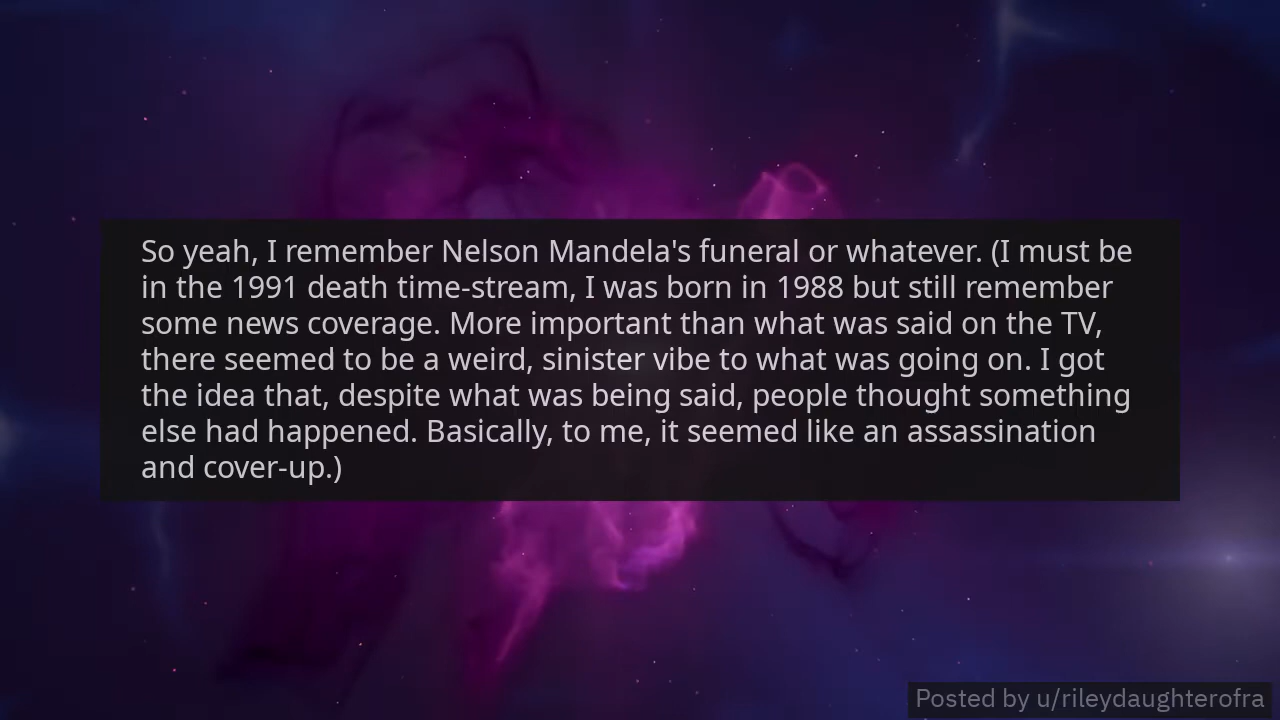 So yeah, I remember Nelson Mandela's funeral or whatever. (I must be
in the 1991 death time-stream, I was born in 1988 but still remember
some news coverage. More important than what was said on the TV,
there seemed to be a weird, sinister vibe to what was going on. I got
the idea that, despite what was being said, people thought something
else had happened. Basically, to me, it seemed like an assassination
and cover-up.)
Posted by u/rileydaughterofra